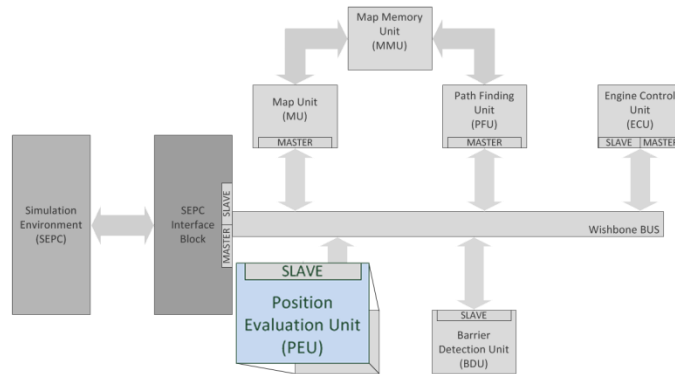 Map Memory
Unit
(MMU)
Map Unit
(MU)
MASTER
Path Finding
Unit
(PFU)
MASTER
Engine Control
Unit
(ECU)
SLAVE
MASTER
Simulation
Environment
(SEPC)
SEPC
Interface
Block
SLAVE
MASTER
Wishbone BUS
SLAVE
Position
Evaluation Unit
(PEU)
SLAVE
Barrier
Detection Unit
(BDU)